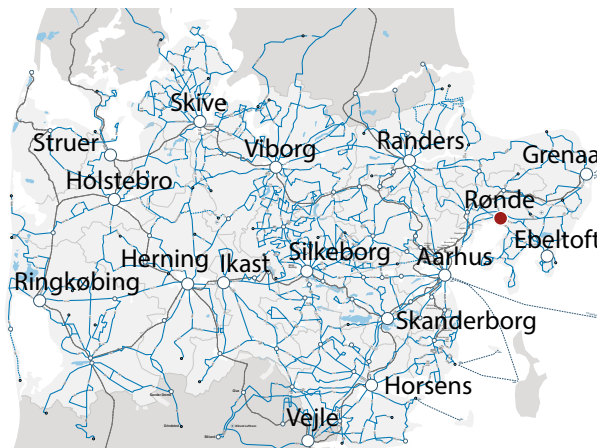 Skive
Struer
Viborg
Randers
Grenaa
Holstebro
Rønde
Ebeltoft
Herning
Ikast
Silkeborg
Aarhus
Ringkøbing
Skanderborg
Horsens
Vejle